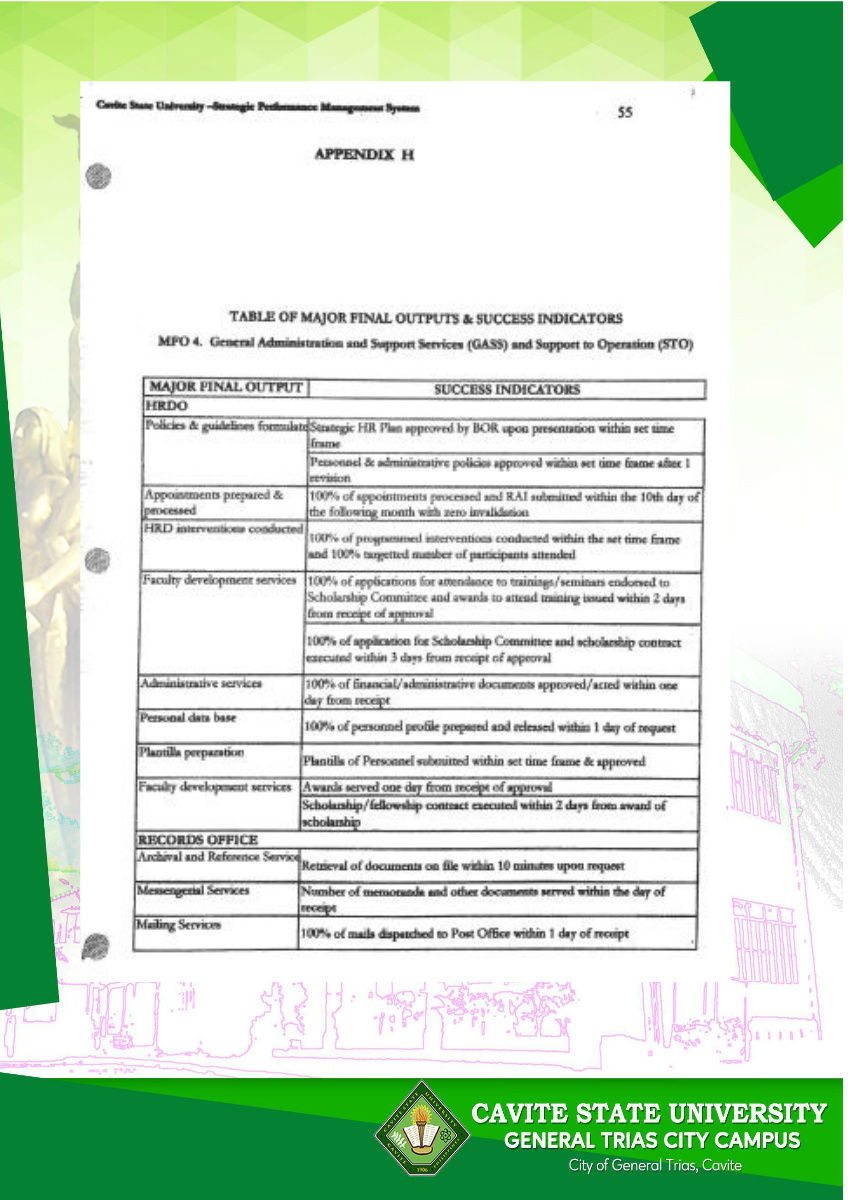 Cavite State University –Strategic Performance Management System
55
APPENDIX H
TABLE OF MAJOR FINAL OUTPUTS & SUCCESS INDICATORS
MFO 4. General Administration and Support Services (GASS) and Support to Operation (STO)
MAJOR FINAL OUTPUT SUCCESS INDICATORS
HRDO
Policies & guidelines formulate Strategic HR Plan approved by BOR upon presentation within set time
frame
Personnel & administrative policies approved within set time frame after 1
revision
Appointments prepared & 100% of appointments processed and RAI submitted within the 10th day of
processed the following month with zero invalidation
HRD interventions conducted
100% of programmed interventions conducted within the set time frame
and 100% targetted number of participants attended
Faculty development services 100% of applications for attendance to trainings/seminars endorsed to
Scholarship Committee and awards to attend training issued within 2 days
from receipt of approval
100% of application for Scholarship Committee and scholarship contract
executed within 3 days from receipt of approval
Administrative services 100% of financial/administrative documents approved/acted within one
day from receipt
Personal data base
100% of personnel profile prepared and released within 1 day of request
Plantilla preparation
Plantilla of Personnel submitted within set time frame & approved
Faculty development services Awards served one day from receipt of approval
Scholarship/fellowship contract executed within 2 days from award of
scholarship
RECORDS OFFICE
Archival and Reference Service
Retrieval of documents on file within 10 minutes upon request
Messengerial Services Number of memoranda and other documents served within the day of
receipt
Mailing Services
100% of mails dispatched to Post Office within 1 day of receipt
CAVITE STATE UNIVERSITY
GENERAL TRIAS CITY CAMPUS
City of General Trias, Cavite
CAVITE STATE UNIVERSITY
1906